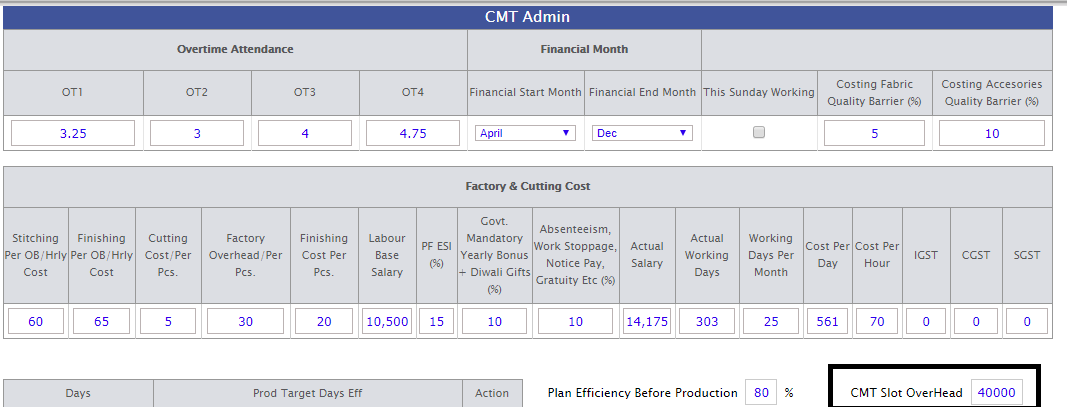 CMT Admin
Overtime Attendance Financial Month
OT1 OT2 OT3 OT4 Financial Start Month Financial End Month This Sunday Working Costing Fabric Quality Barrier (%) Costing Accesories Quality Barrier (%)
3.25 3 4 4.75 April Dec 5 10
Factory & Cutting Cost
Stitching Per OB/Hrly Cost Finishing Per OB/Hrly Cost Cutting Cost/Per Pcs. Factory Overhead/Per Pcs. Finishing Cost Per Pcs. Labour Base Salary PF ESI (%) Govt. Mandatory Yearly Bonus + Diwali Gifts (%) Absenteeism, Work Stoppage, Notice Pay, Gratuity Etc (%) Actual Salary Actual Working Days Working Days Per Month Cost Per Day Cost Per Hour IGST CGST SGST
60 65 5 30 20 10,500 15 10 10 14,175 303 25 561 70 0 0 0
Days Prod Target Days Eff Action Plan Efficiency Before Production 80 % CMT Slot OverHead 40000